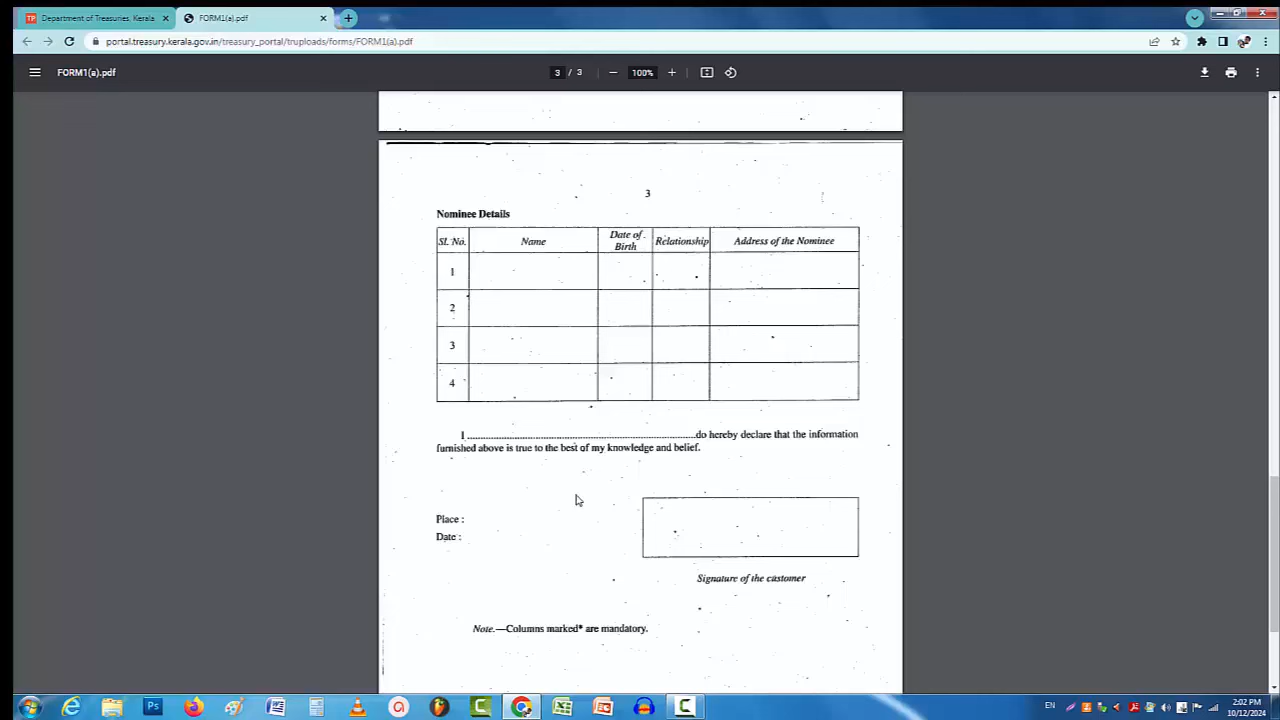 Department of Treasuries, Kerala
FORM1(a).pdf
portal.treasury.kerala.gov.in/treasury_portal/truploads/forms/FORM1(a).pdf
FORM1(a).pdf
3 / 3
100%
3
Nominee Details
Sl. No. Name Date of Birth Relationship Address of the Nominee
1
2
3
4
I ........................................................................do hereby declare that the information
furnished above is true to the best of my knowledge and belief.
Place :
Date :
Signature of the customer
Note.—Columns marked* are mandatory.
EN
2:02 PM
10/12/2024